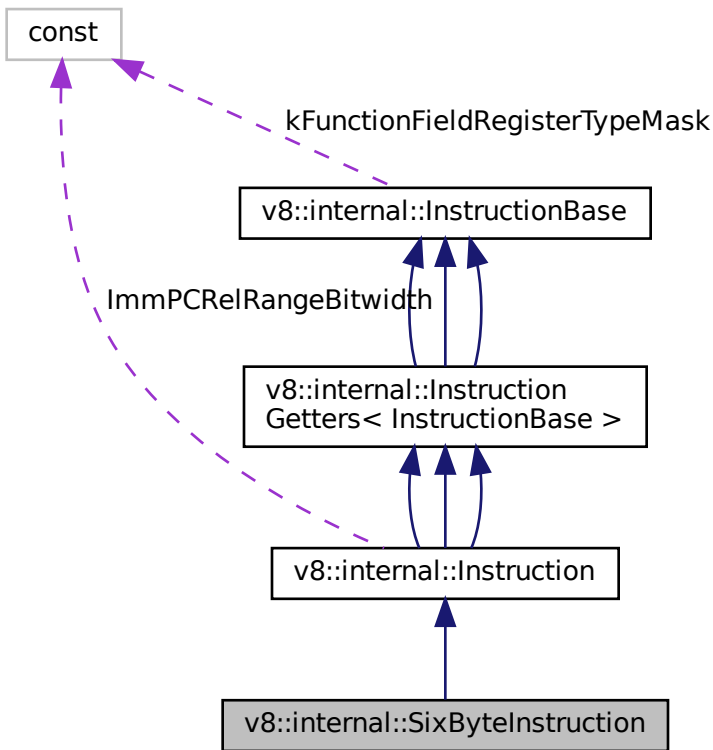 const
kFunctionFieldRegisterTypeMask
v8::internal::InstructionBase
ImmPCRelRangeBitwidth
v8::internal::Instruction
Getters< InstructionBase >
v8::internal::Instruction
v8::internal::SixByteInstruction